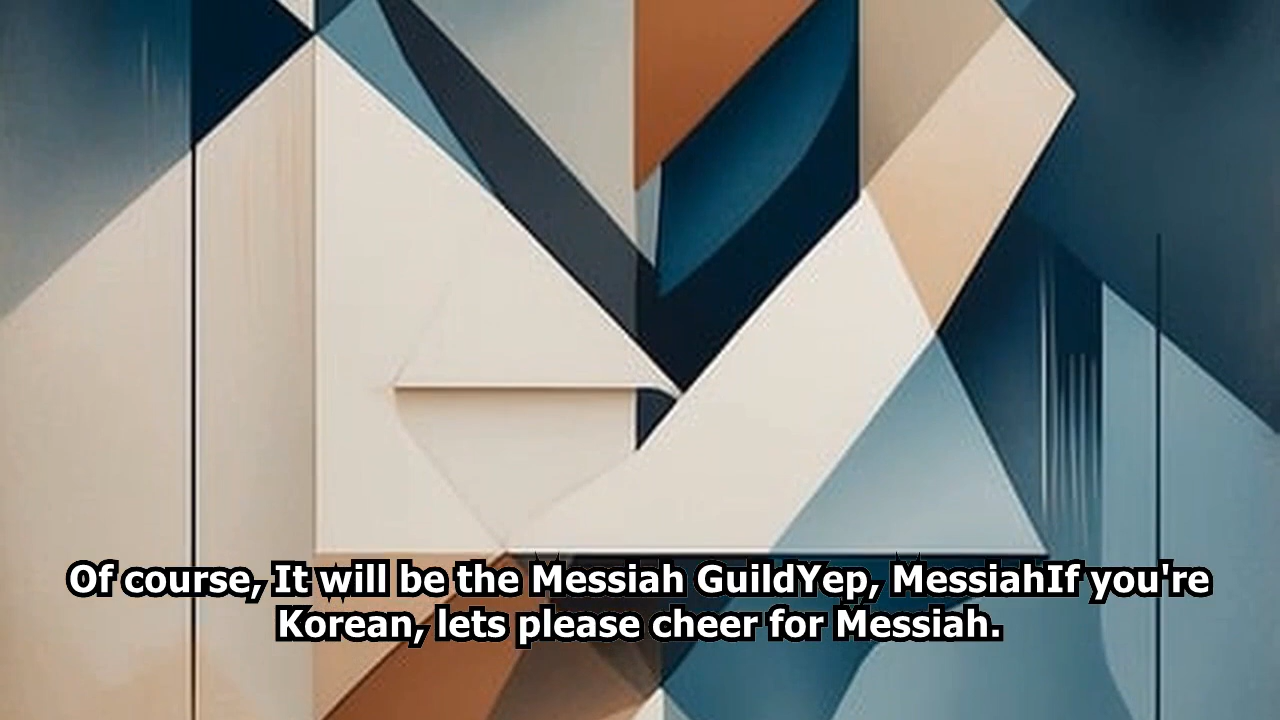 Of course, It will be the Messiah GuildYep, MessiahIf you're
Korean, lets please cheer for Messiah.